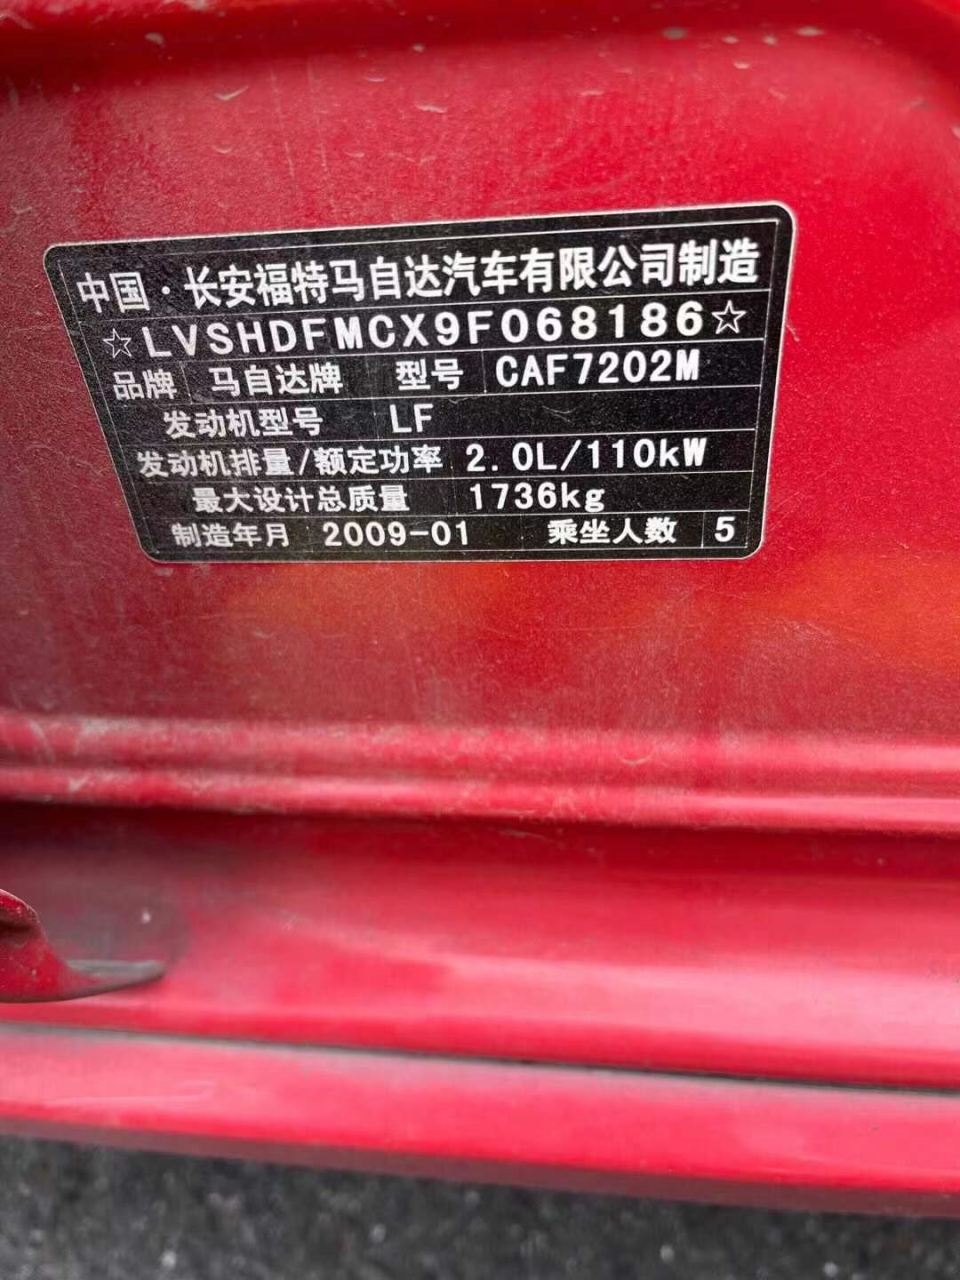 中国·长安福特马自达汽车有限公司制造
☆LVSHDFMCX9F068186☆
品牌 马自达牌 型号 CAF7202M
发动机型号 LF
发动机排量/额定功率 2.0L/110kW
最大设计总质量 1736kg
制造年月 2009-01 乘坐人数 5